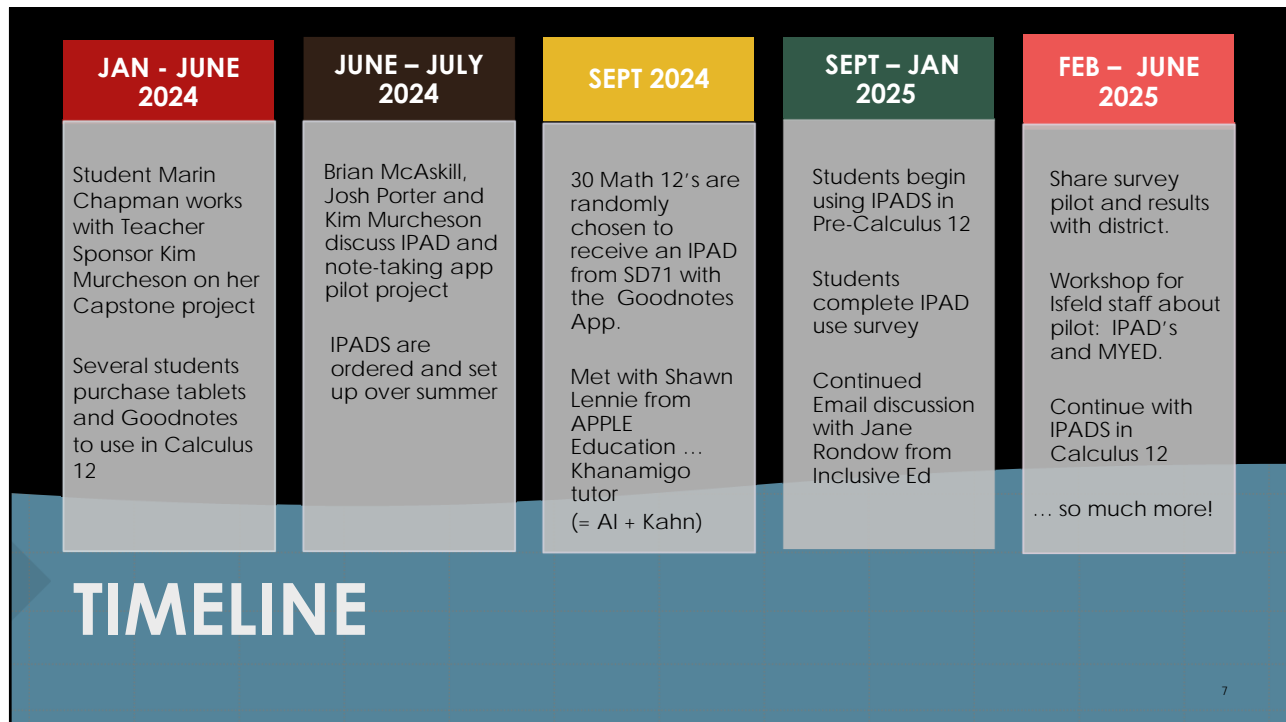 JAN - JUNE
2024
Student Marin
Chapman works
with Teacher
Sponsor Kim
Murcheson on her
Capstone project
Several students
purchase tablets
and Goodnotes
to use in Calculus
12
JUNE – JULY
2024
Brian McAskill,
Josh Porter and
Kim Murcheson
discuss IPAD and
note-taking app
pilot project
IPADS are
ordered and set
up over summer
SEPT 2024
30 Math 12's are
randomly
chosen to
receive an IPAD
from SD71 with
the Goodnotes
App.
Met with Shawn
Lennie from
APPLE
Education …
Khanamigo
tutor
(= AI + Kahn)
SEPT – JAN
2025
Students begin
using IPADS in
Pre-Calculus 12
Students
complete IPAD
use survey
Continued
Email discussion
with Jane
Rondow from
Inclusive Ed
FEB – JUNE
2025
Share survey
pilot and results
with district.
Workshop for
Isfeld staff about
pilot: IPAD's
and MYED.
Continue with
IPADS in
Calculus 12
… so much more!
TIMELINE
7